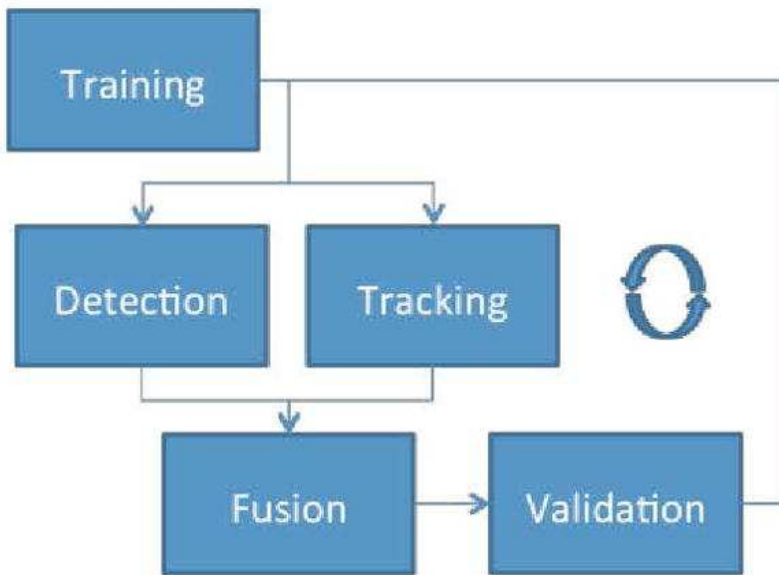 Training
Detection
Tracking
Fusion
Validation